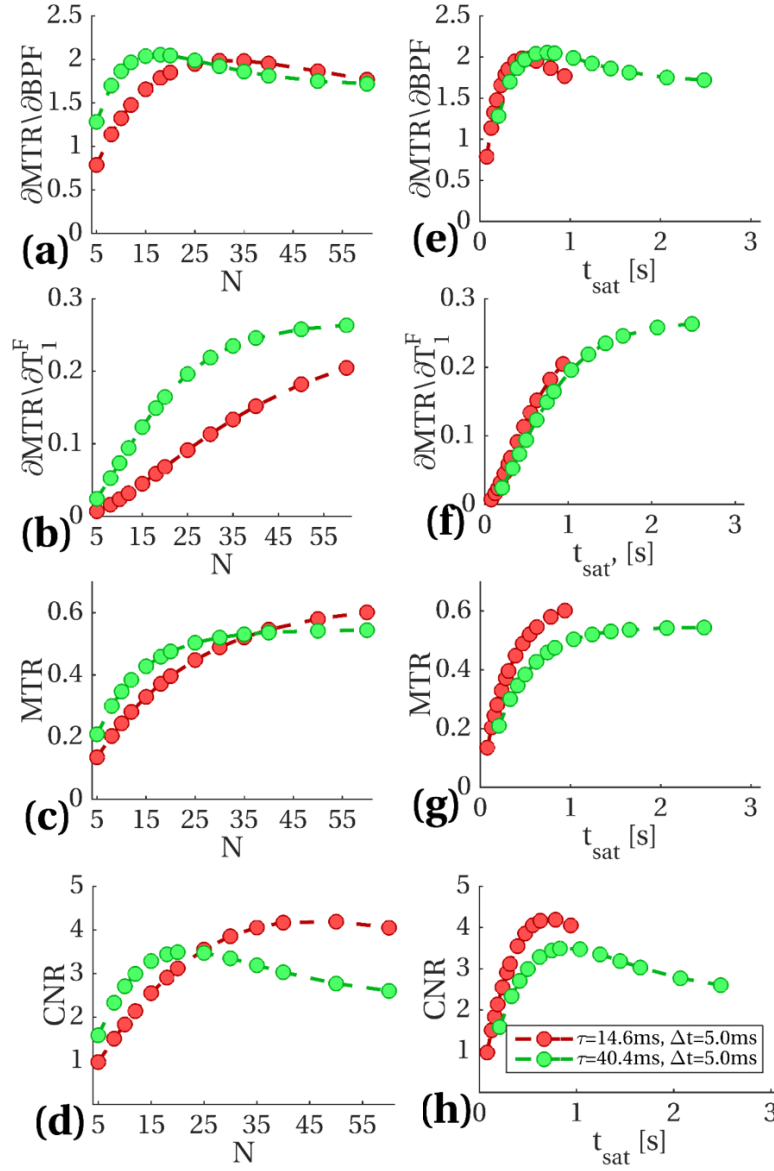 ∂MTR\∂BPF
2.5
2
1.5
1
0.5
0
5 15 25 35 45 55
N
(a)
∂MTR\∂BPF
2.5
2
1.5
1
0.5
0
0 1 2 3
t_sat [s]
(e)
∂MTR\∂T₁^F
0.3
0.2
0.1
0
5 15 25 35 45 55
N
(b)
∂MTR\∂T₁^F
0.3
0.2
0.1
0
0 1 2 3
t_sat, [s]
(f)
MTR
0.6
0.4
0.2
0
5 15 25 35 45 55
N
(c)
MTR
0.6
0.4
0.2
0
0 1 2 3
t_sat [s]
(g)
CNR
5
4
3
2
1
5 15 25 35 45 55
N
(d)
CNR
5
4
3
2
1
τ=14.6ms, Δt=5.0ms
τ=40.4ms, Δt=5.0ms
0 1 2 3
t_sat [s]
(h)